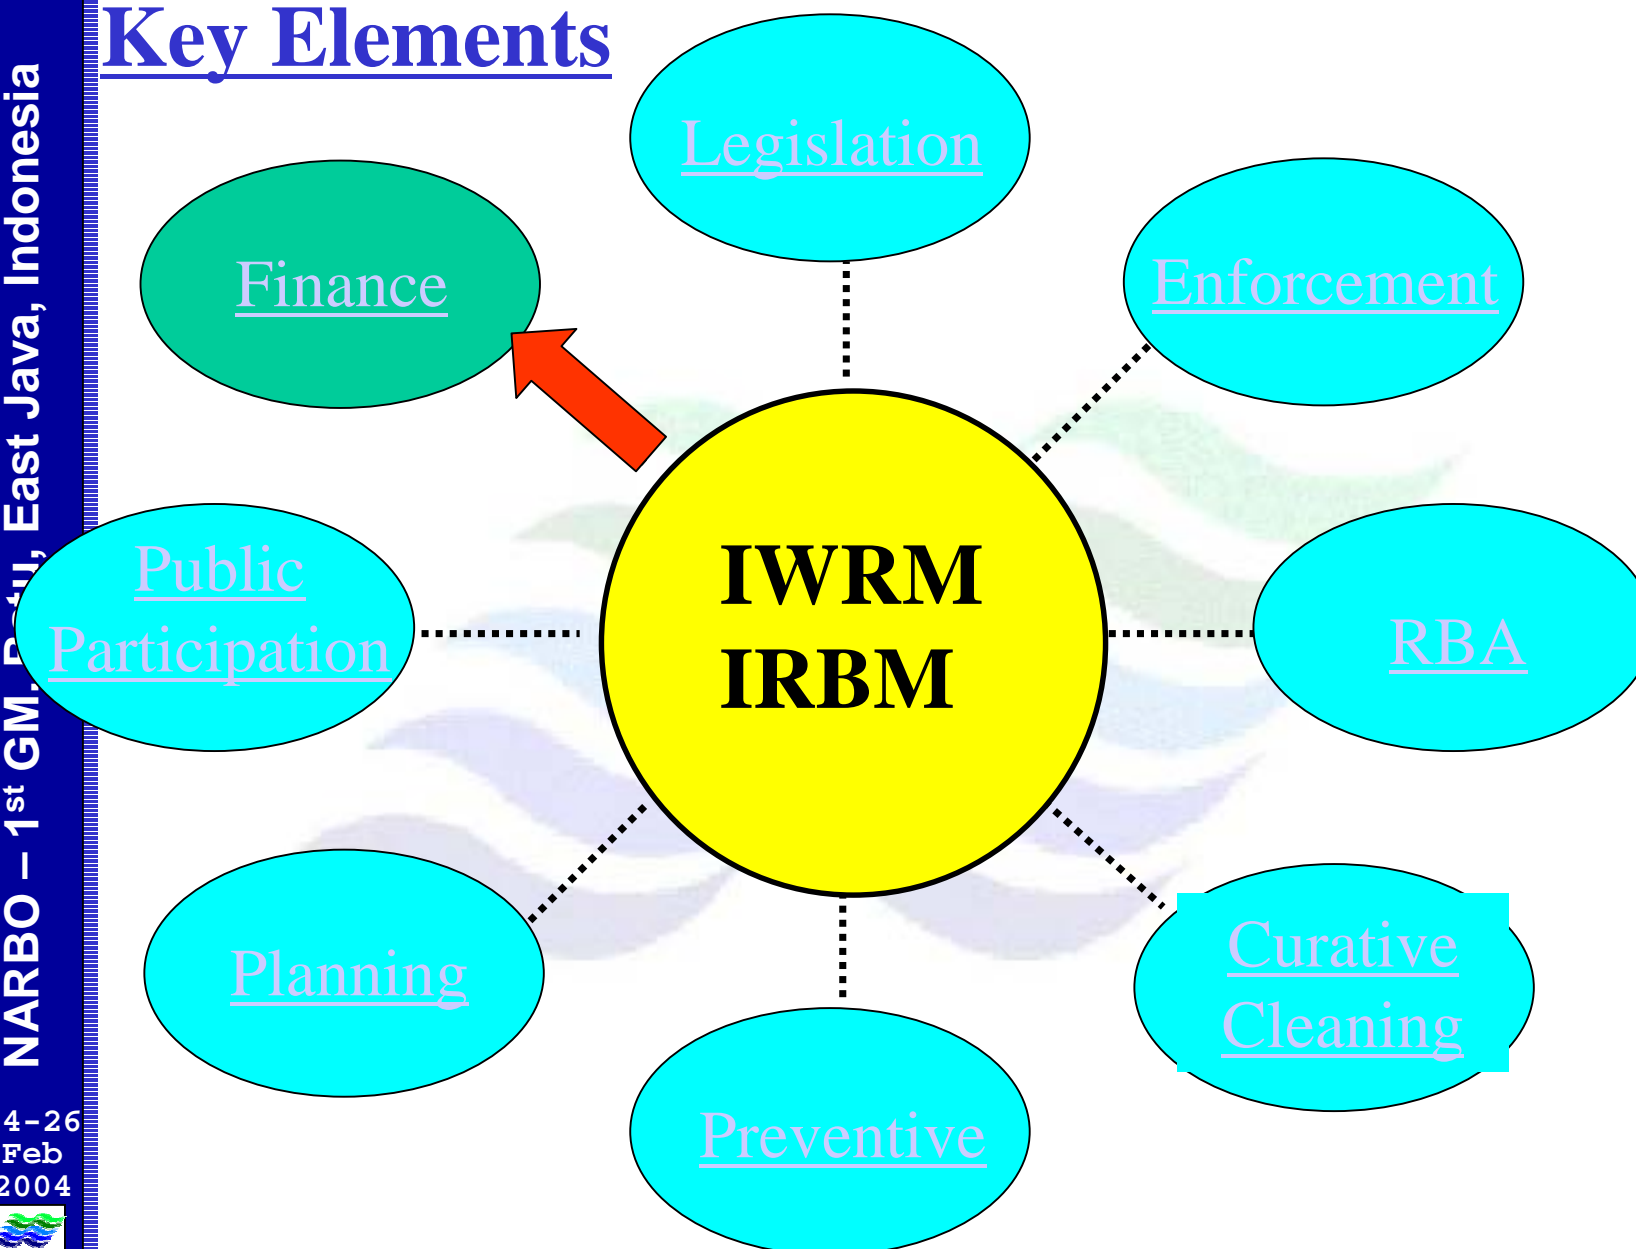 Key Elements
Legislation
Finance
Enforcement
Public
Participation
IWRM
IRBM
RBA
Planning
Curative
Cleaning
Preventive
NARBO – 1st GM, East Java, Indonesia
4-26
Feb
2004